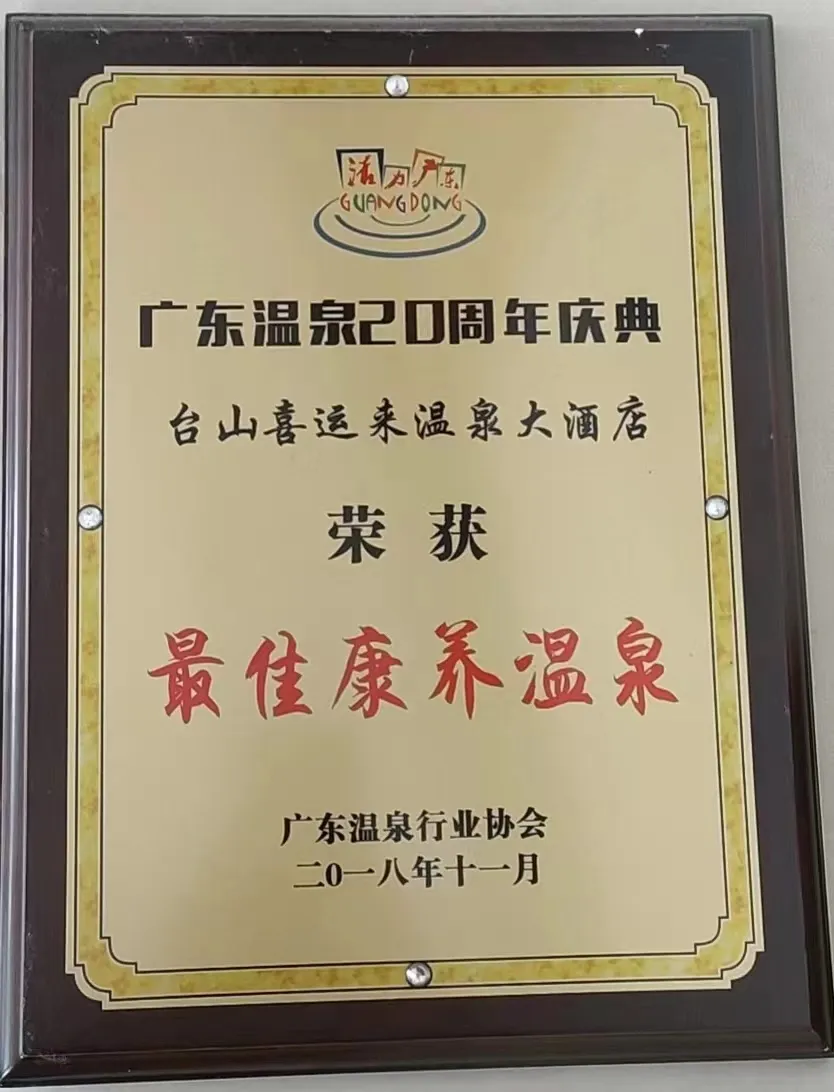 活力广东
GUANGDONG
广东温泉20周年庆典
台山喜运来温泉大酒店
荣获
最佳康养温泉
广东温泉行业协会
二0一八年十一月